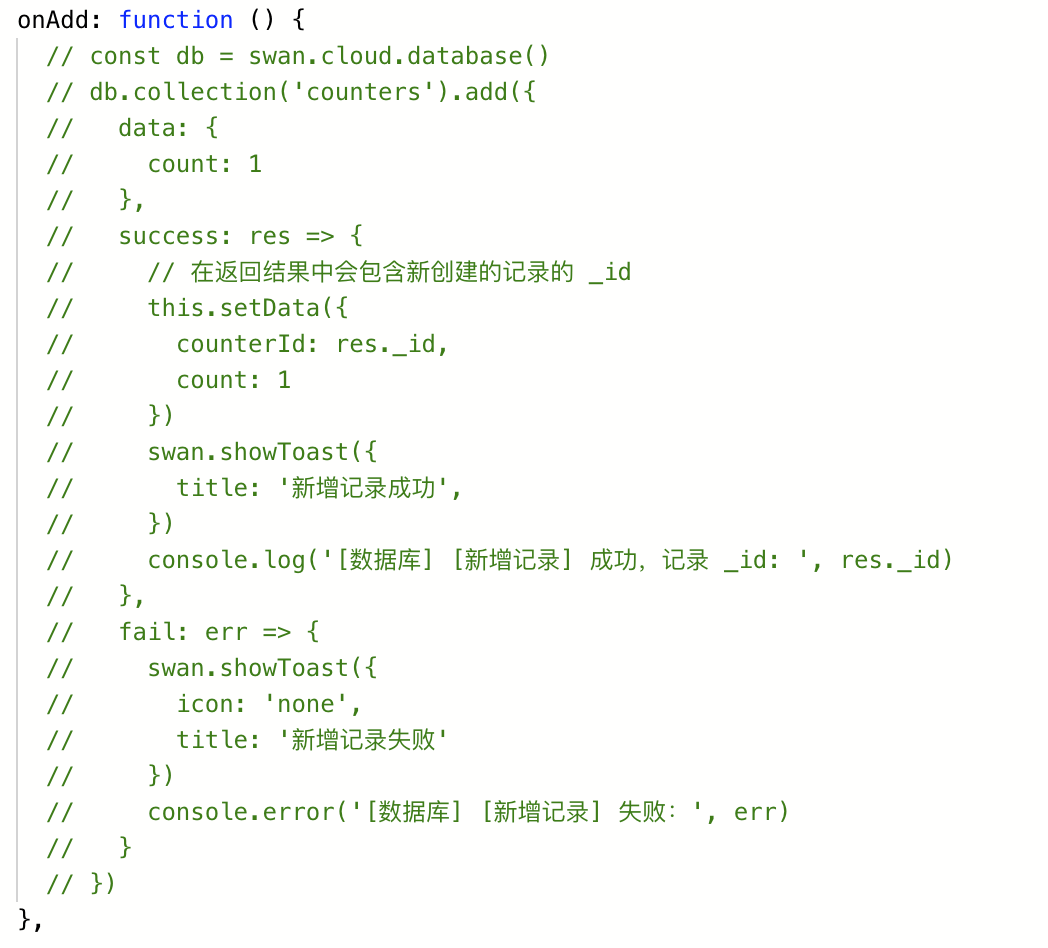 onAdd: function () {
  // const db = swan.cloud.database()
  // db.collection('counters').add({
  //   data: {
  //     count: 1
  //   },
  //   success: res => {
  //     // 在返回结果中会包含新创建的记录的 _id
  //     this.setData({
  //       counterId: res._id,
  //       count: 1
  //     })
  //     swan.showToast({
  //       title: '新增记录成功',
  //     })
  //     console.log('[数据库] [新增记录] 成功，记录 _id: ', res._id)
  //   },
  //   fail: err => {
  //     swan.showToast({
  //       icon: 'none',
  //       title: '新增记录失败'
  //     })
  //     console.error('[数据库] [新增记录] 失败：', err)
  //   }
  // })
},